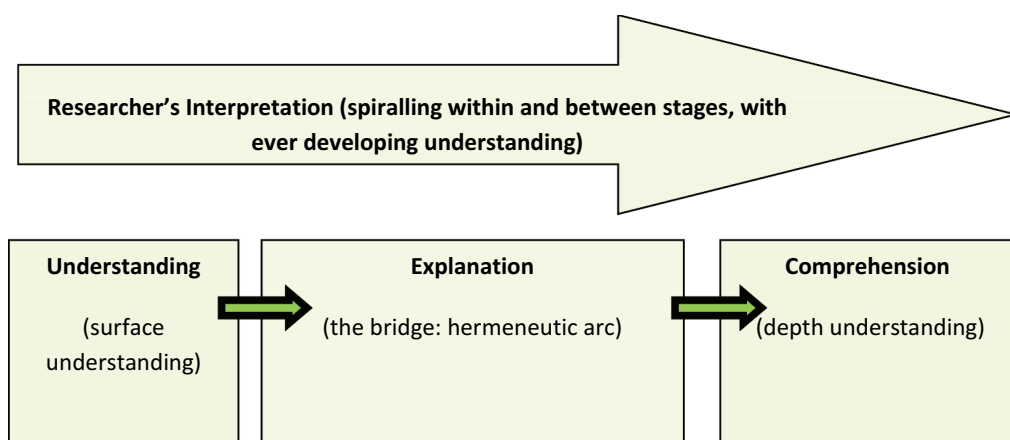 Researcher’s Interpretation (spiralling within and between stages, with
ever developing understanding)
Understanding
(surface
understanding)
Explanation
(the bridge: hermeneutic arc)
Comprehension
(depth understanding)